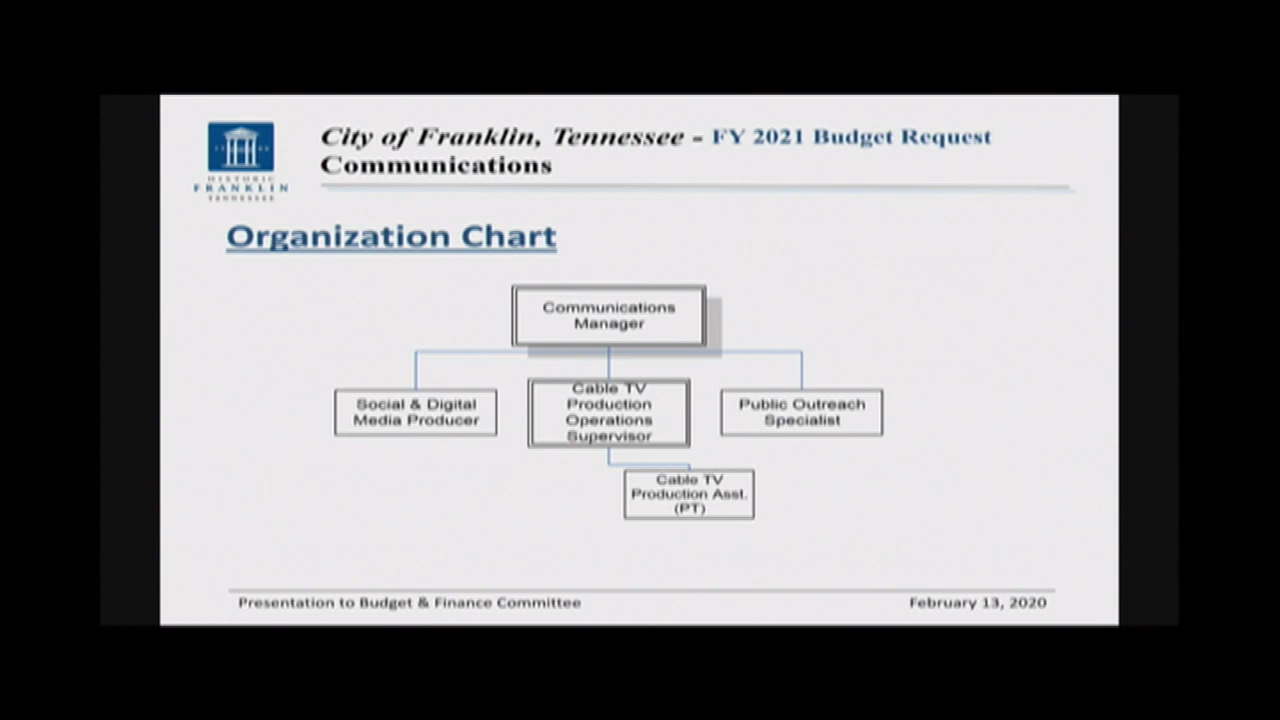 City of Franklin, Tennessee - FY 2021 Budget Request
Communications
HISTORIC
FRANKLIN
TENNESSEE
Organization Chart
Communications
Manager
Social & Digital
Media Producer
Cable TV
Production
Operations
Supervisor
Public Outreach
Specialist
Cable TV
Production Asst.
(PT)
Presentation to Budget & Finance Committee
February 13, 2020